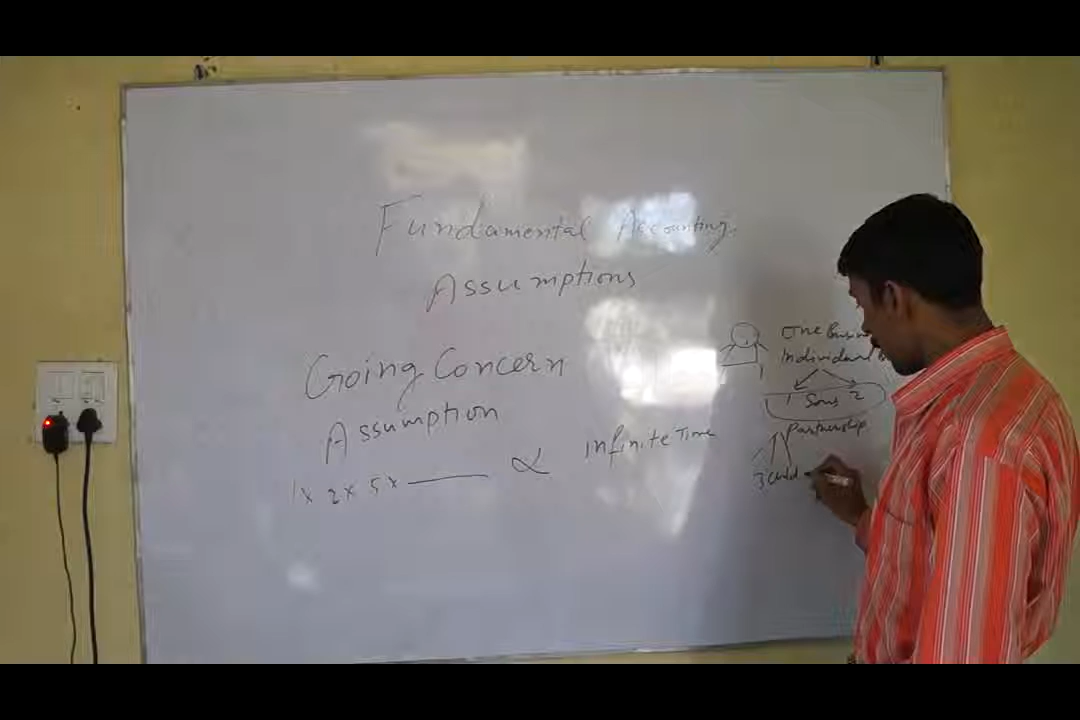 Fundamental Accounting
Assumptions
Going Concern
Assumption
1x 2x 5x ——— ∝ infinite Time
One
individual
1 Sons 2
Partnership
3 child